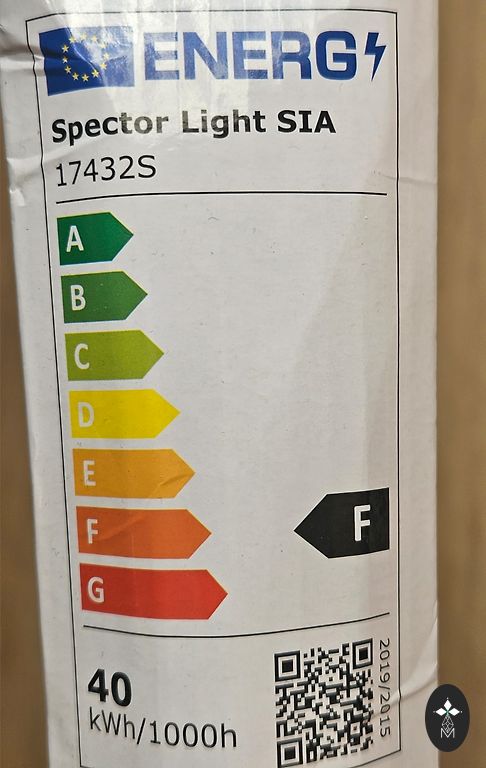 ENERG
Spector Light SIA
17432S
A
B
C
D
E
F
F
G
40
kWh/1000h
2019/2015
M